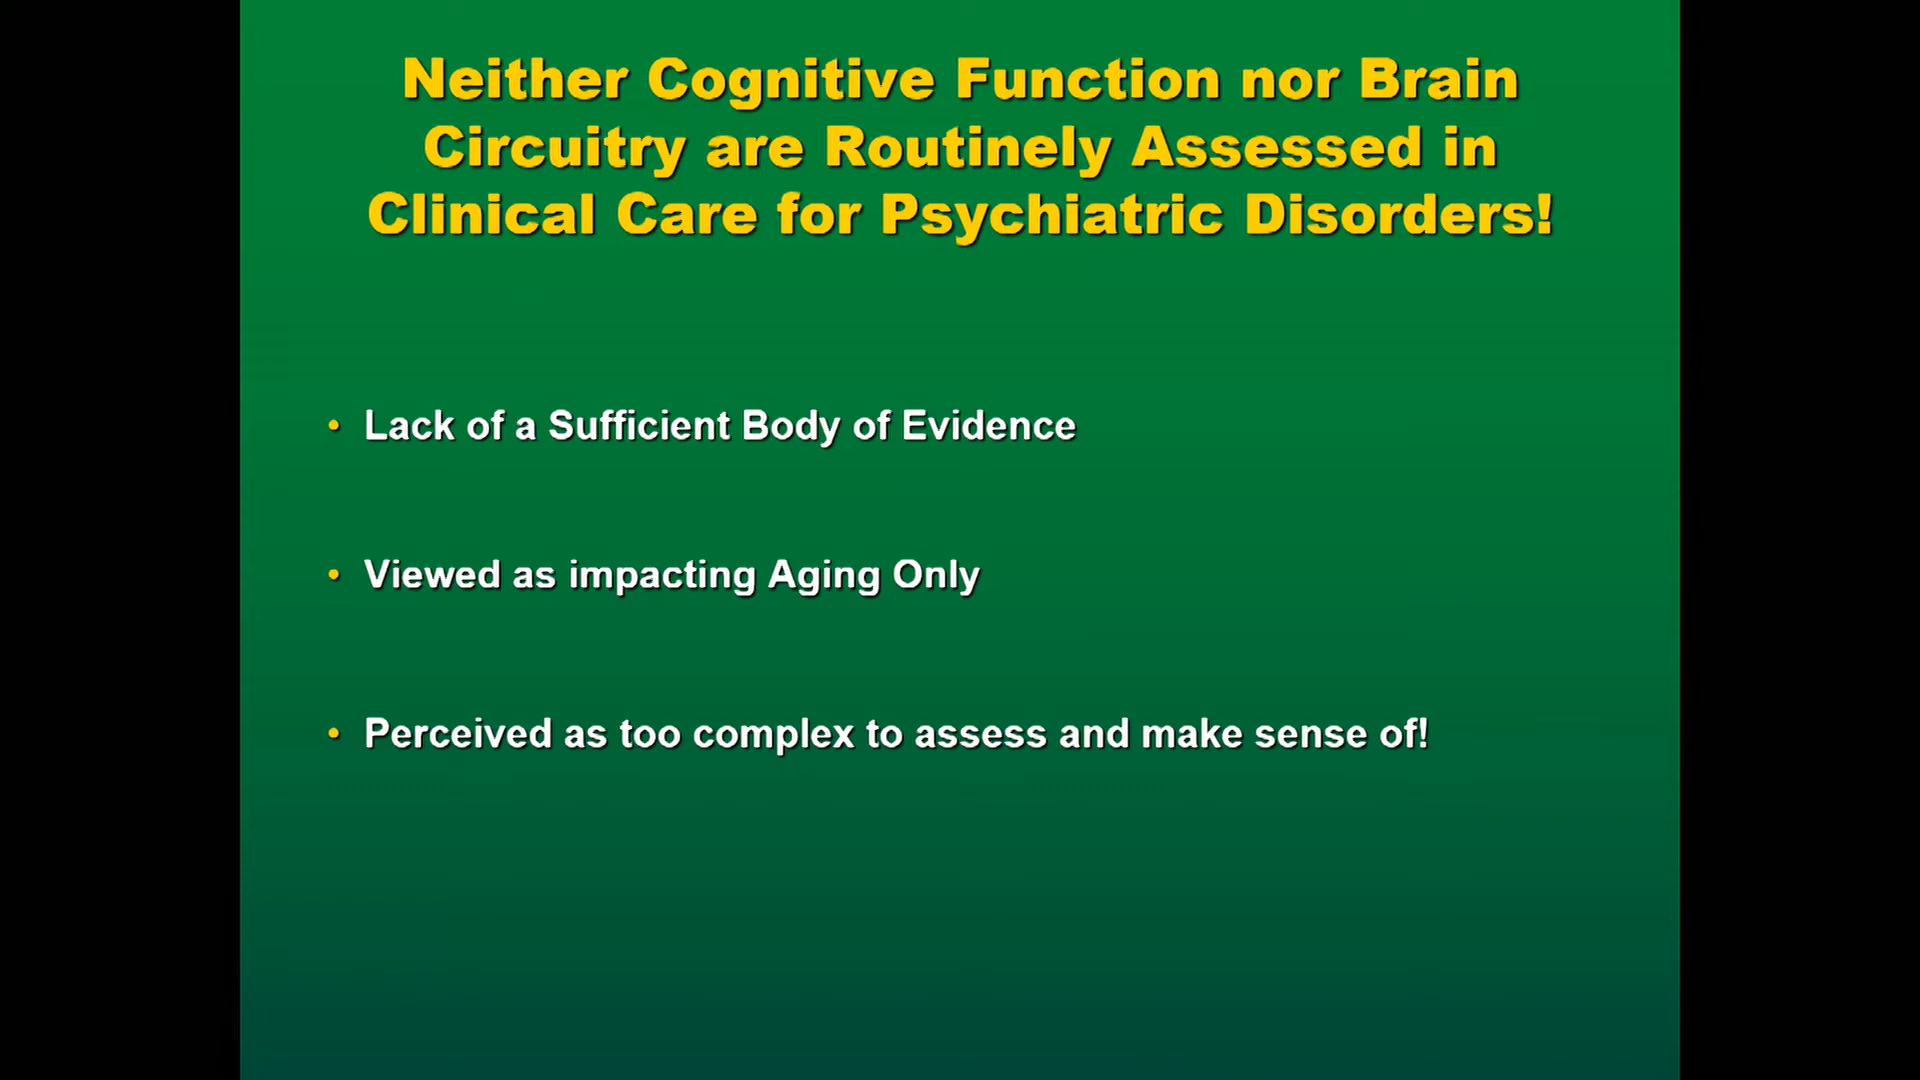 Neither Cognitive Function nor Brain
Circuitry are Routinely Assessed in
Clinical Care for Psychiatric Disorders!
• Lack of a Sufficient Body of Evidence
• Viewed as impacting Aging Only
• Perceived as too complex to assess and make sense of!